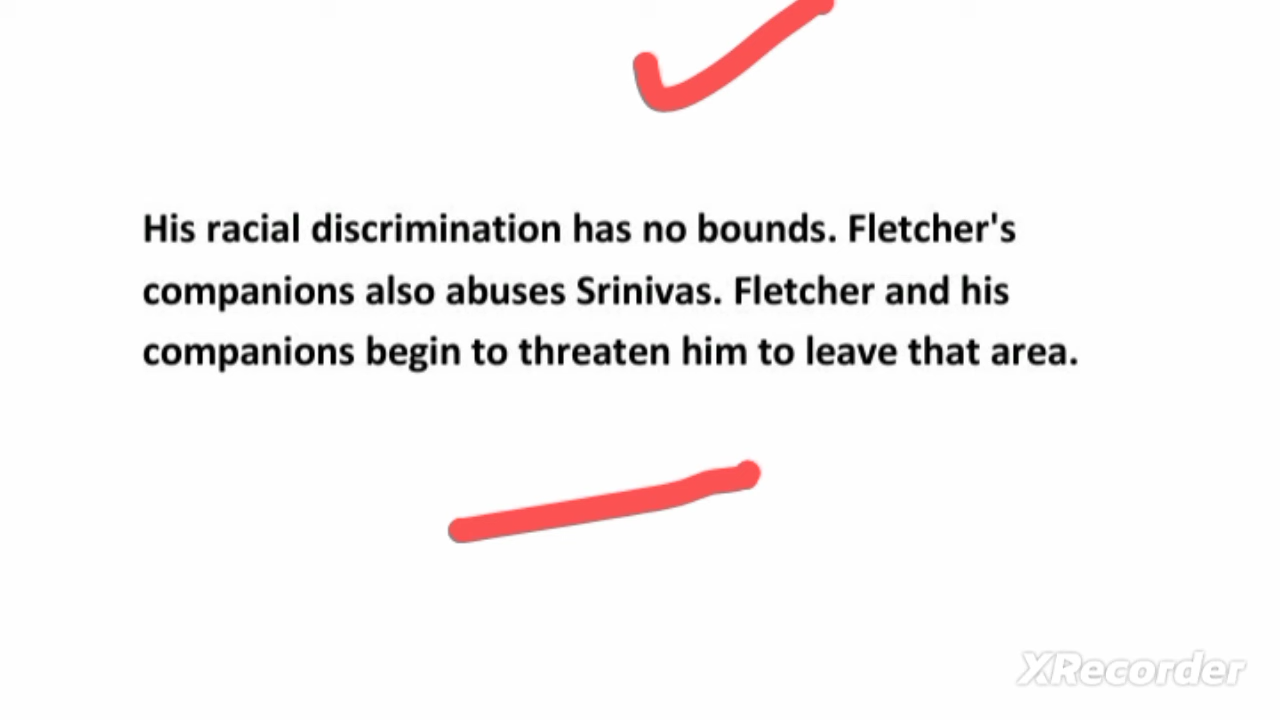 His racial discrimination has no bounds. Fletcher's
companions also abuses Srinivas. Fletcher and his
companions begin to threaten him to leave that area.
XRecorder